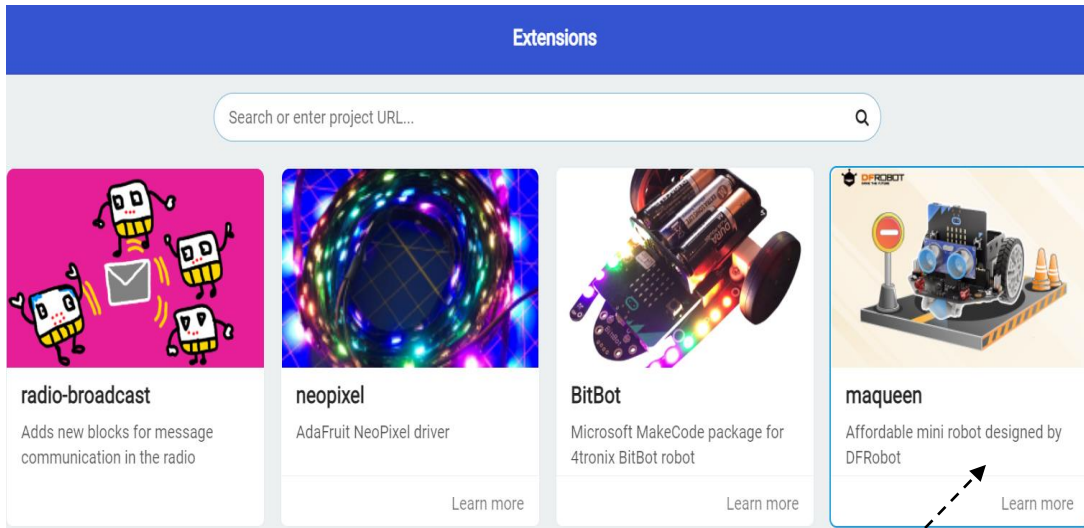 Extensions
Search or enter project URL...
DFROBOT
radio-broadcast
Adds new blocks for message
communication in the radio
neopixel
AdaFruit NeoPixel driver
Learn more
BitBot
Microsoft MakeCode package for
4tronix BitBot robot
Learn more
maqueen
Affordable mini robot designed by
DFRobot
Learn more